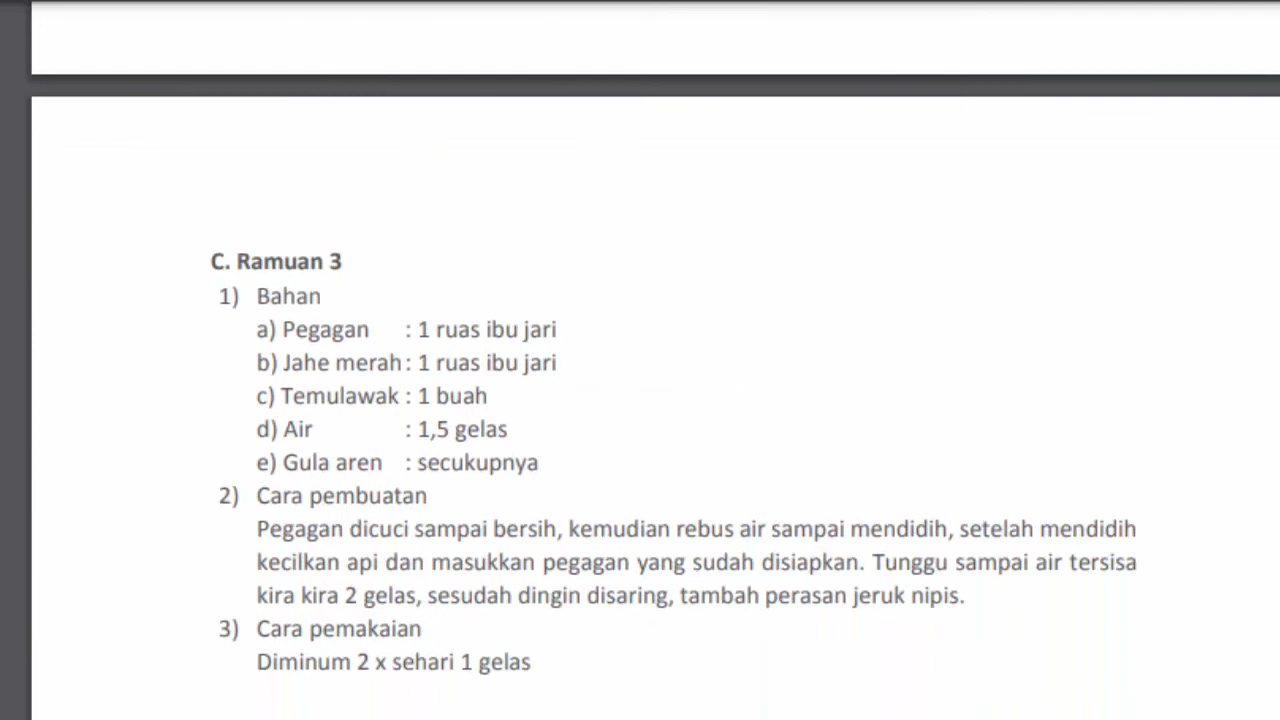 C. Ramuan 3
1) Bahan
a) Pegagan : 1 ruas ibu jari
b) Jahe merah : 1 ruas ibu jari
c) Temulawak : 1 buah
d) Air : 1,5 gelas
e) Gula aren : secukupnya
2) Cara pembuatan
Pegagan dicuci sampai bersih, kemudian rebus air sampai mendidih, setelah mendidih
kecilkan api dan masukkan pegagan yang sudah disiapkan. Tunggu sampai air tersisa
kira kira 2 gelas, sesudah dingin disaring, tambah perasan jeruk nipis.
3) Cara pemakaian
Diminum 2 x sehari 1 gelas